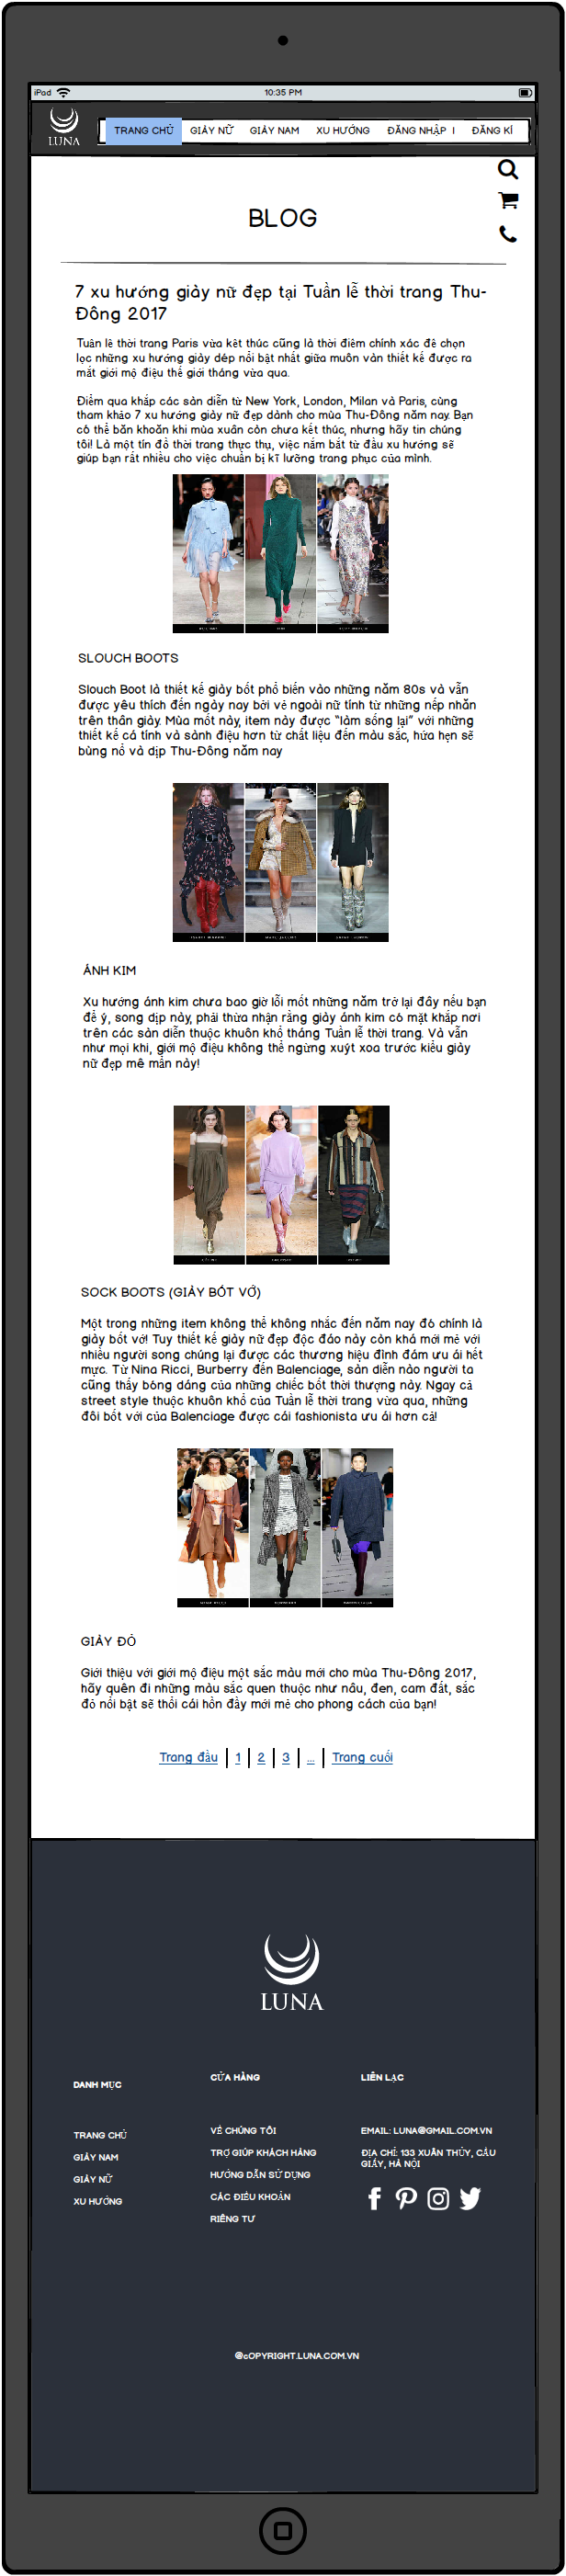 iPad
10:35 PM
LUNA
TRANG CHỦ
GIÀY NỮ
GIÀY NAM
XU HƯỚNG
ĐĂNG NHẬP I
ĐĂNG KÍ
BLOG
7 xu hướng giày nữ đẹp tại Tuần lễ thời trang Thu-
Đông 2017
Tuần lễ thời trang Paris vừa kết thúc cũng là thời điểm chính xác để chọn
lọc những xu hướng giày dép nổi bật nhất giữa muôn vàn thiết kế được ra
mắt giới mộ điệu thế giới tháng vừa qua.
Điểm qua khắp các sàn diễn từ New York, London, Milan và Paris, cùng
tham khảo 7 xu hướng giày nữ đẹp dành cho mùa Thu-Đông năm nay. Bạn
có thể băn khoăn khi mùa xuân còn chưa kết thúc, nhưng hãy tin chúng
tôi! Là một tín đồ thời trang thực thụ, việc nắm bắt từ đầu xu hướng sẽ
giúp bạn rất nhiều cho việc chuẩn bị kĩ lưỡng trang phục của mình.
SLOUCH BOOTS
Slouch Boot là thiết kế giày bốt phổ biến vào những năm 80s và vẫn
được yêu thích đến ngày nay bởi vẻ ngoài nữ tính từ những nếp nhăn
trên thân giày. Mùa mốt này, item này được “làm sống lại” với những
thiết kế cá tính và sành điệu hơn từ chất liệu đến màu sắc, hứa hẹn sẽ
bùng nổ và dịp Thu-Đông năm nay
ÁNH KIM
Xu hướng ánh kim chưa bao giờ lỗi mốt những năm trở lại đây nếu bạn
để ý, song dịp này, phải thừa nhận rằng giày ánh kim có mặt khắp nơi
trên các sàn diễn thuộc khuôn khổ tháng Tuần lễ thời trang. Và vẫn
như mọi khi, giới mộ điệu không thể ngừng xuýt xoa trước kiểu giày
nữ đẹp mê mẩn này!
SOCK BOOTS (GIÀY BÓT VỚ)
Một trong những item không thể không nhắc đến năm nay đó chính là
giày bốt vớ! Tuy thiết kế giày nữ đẹp độc đáo này còn khá mới mẻ với
nhiều người song chúng lại được các thương hiệu đình đám ưu ái hết
mực. Từ Nina Ricci, Burberry đến Balenciage, sàn diễn nào người ta
cũng thấy bóng dáng của những chiếc bốt thời thượng này. Ngay cả
street style thuộc khuôn khổ của Tuần lễ thời trang vừa qua, những
đôi bốt vớ của Balenciage được cái fashionista ưu ái hơn cả!
GIÀY ĐỎ
Giới thiệu với giới mộ điệu một sắc màu mới cho mùa Thu-Đông 2017,
hãy quên đi những màu sắc quen thuộc như nâu, đen, cam đất, sắc
đỏ nổi bật sẽ thổi cái hồn đầy mới mẻ cho phong cách của bạn!
Trang đầu | 1 | 2 | 3 | ... | Trang cuối
LUNA
DANH MỤC
TRANG CHỦ
GIÀY NAM
GIÀY NỮ
XU HƯỚNG
CỬA HÀNG
VỀ CHÚNG TÔI
TRỢ GIÚP KHÁCH HÀNG
HƯỚNG DẪN SỬ DỤNG
CÁC ĐIỀU KHOẢN
RIÊNG TƯ
LIÊN LẠC
EMAIL: LUNA@GMAIL.COM.VN
ĐỊA CHỈ: 133 XUÂN THỦY, CẦU
GIẤY, HÀ NỘI
@cOPYRIGHT.LUNA.COM.VN